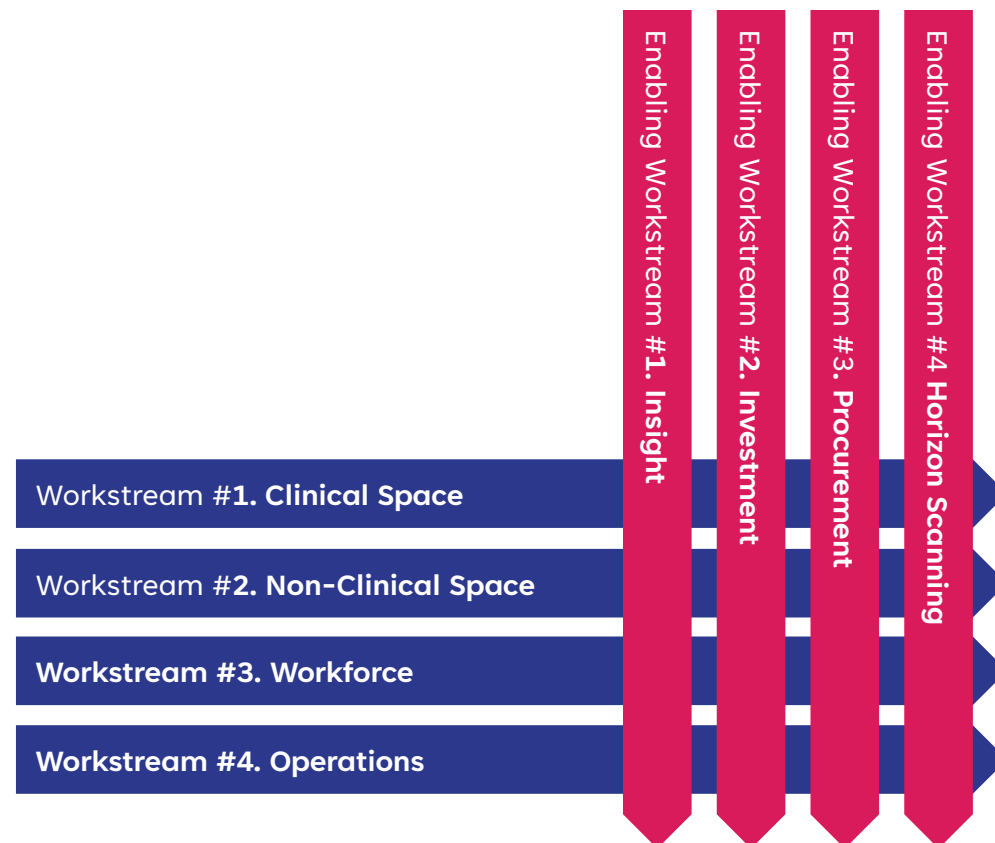 Enabling Workstream #1. Insight
Enabling Workstream #2. Investment
Enabling Workstream #3. Procurement
Enabling Workstream #4 Horizon Scanning
Workstream #1. Clinical Space
Workstream #2. Non-Clinical Space
Workstream #3. Workforce
Workstream #4. Operations